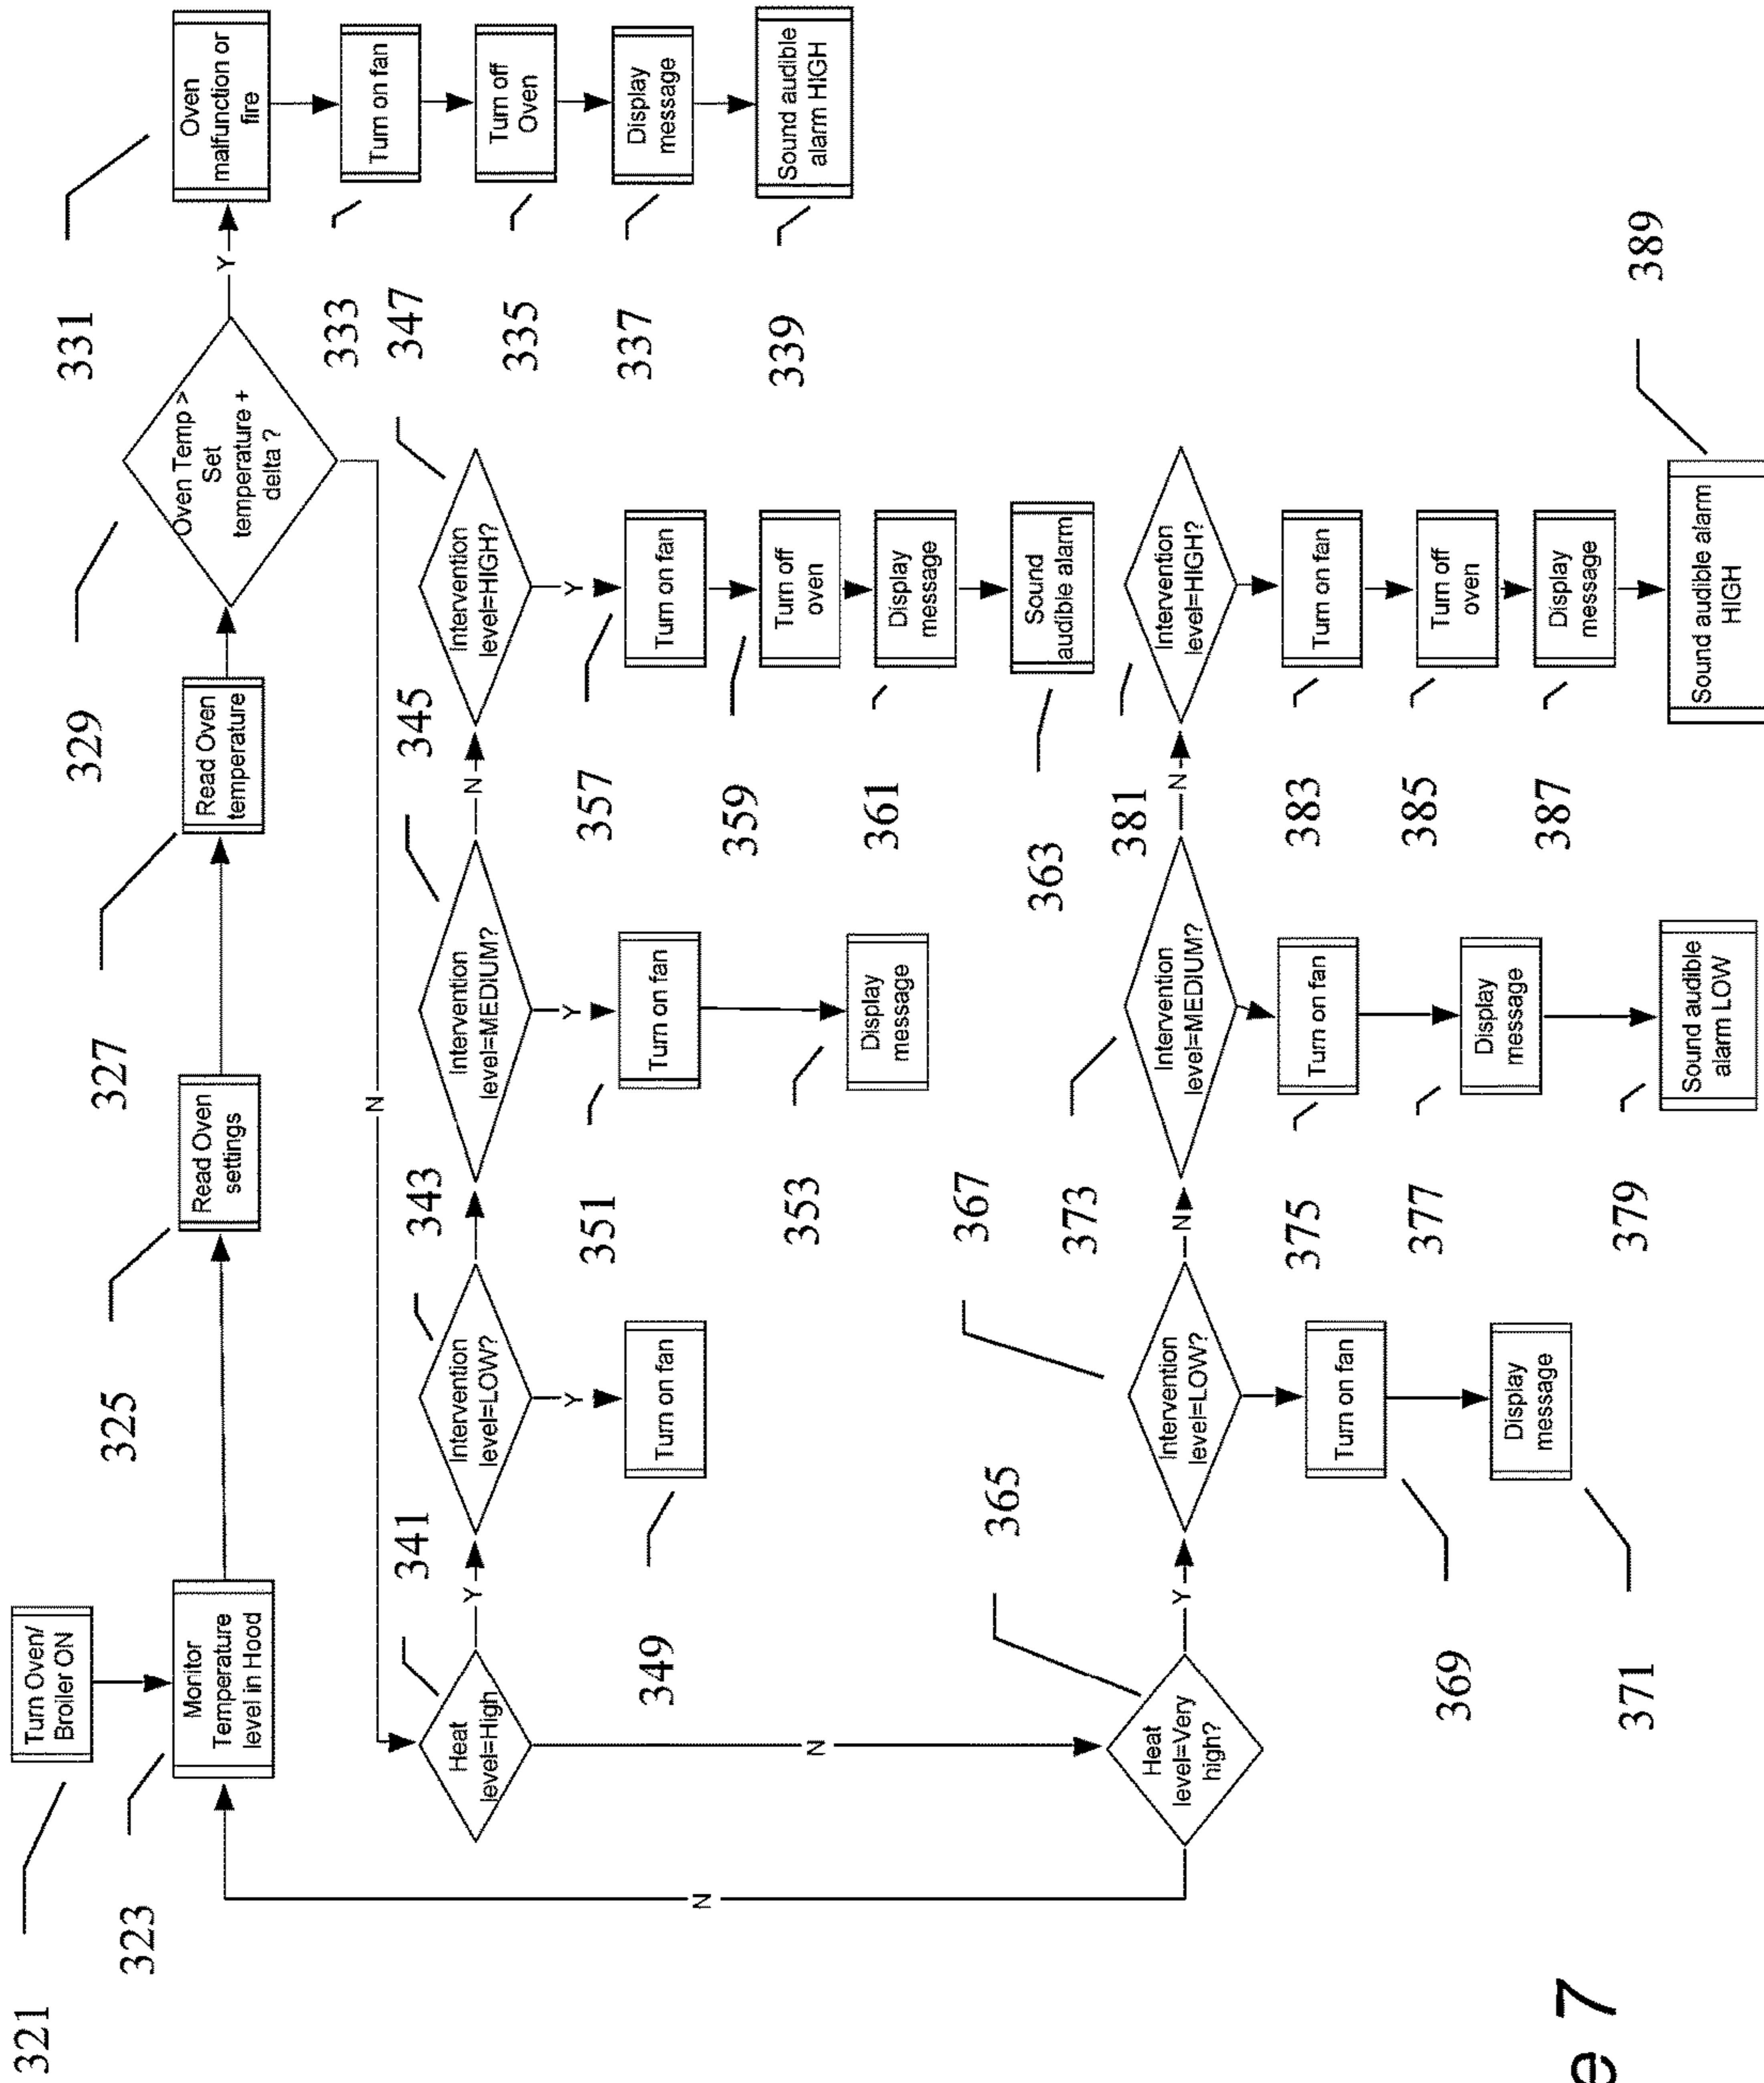 321
Turn Oven/
Broiler ON
323
Monitor
Temperature
level in Hood
325
Read Oven
settings
327
Read Oven
temperature
329
Oven Temp >
Set
temperature +
delta ?
Y
331
Oven
malfunction or
fire
333
Turn on fan
335
Turn off
Oven
337
Display
message
339
Sound audible
alarm HIGH
N
341
Heat
level=High
Y
343
Intervention
level=LOW?
Y
349
Turn on fan
345
Intervention
level=MEDIUM?
Y
351
Turn on fan
353
Display
message
N
347
Intervention
level=HIGH?
Y
357
Turn on fan
359
Turn off
oven
361
Display
message
363
Sound
audible alarm
N
365
Heat
level=Very
high?
N
Y
367
Intervention
level=LOW?
369
Turn on fan
371
Display
message
N
373
Intervention
level=MEDIUM?
375
Turn on fan
377
Display
message
379
Sound audible
alarm LOW
N
381
Intervention
level=HIGH?
383
Turn on fan
385
Turn off
oven
387
Display
message
389
Sound audible alarm
HIGH
e 7